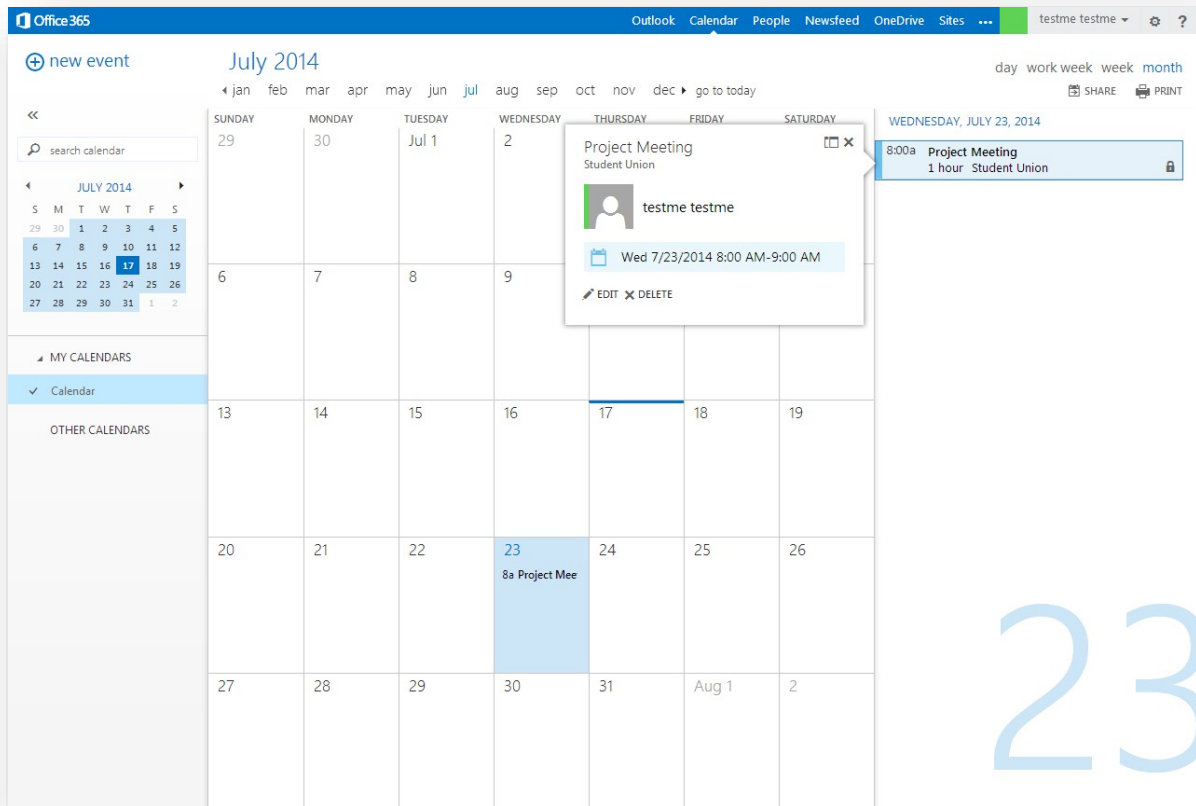 Office 365 Outlook Calendar People Newsfeed OneDrive Sites ... testme testme ?
new event
July 2014
day work week week month
jan feb mar apr may jun jul aug sep oct nov dec go to today
SHARE PRINT
«
search calendar
JULY 2014
S M T W T F S
29 30 1 2 3 4 5
6 7 8 9 10 11 12
13 14 15 16 17 18 19
20 21 22 23 24 25 26
27 28 29 30 31 1 2
MY CALENDARS
Calendar
OTHER CALENDARS
SUNDAY MONDAY TUESDAY WEDNESDAY THURSDAY FRIDAY SATURDAY
29 30 Jul 1 2
6 7 8 9
13 14 15 16 17 18 19
20 21 22 23 24 25 26
8a Project Mee
27 28 29 30 31 Aug 1 2
Project Meeting
Student Union
testme testme
Wed 7/23/2014 8:00 AM-9:00 AM
EDIT DELETE
WEDNESDAY, JULY 23, 2014
8:00a Project Meeting
1 hour Student Union
23